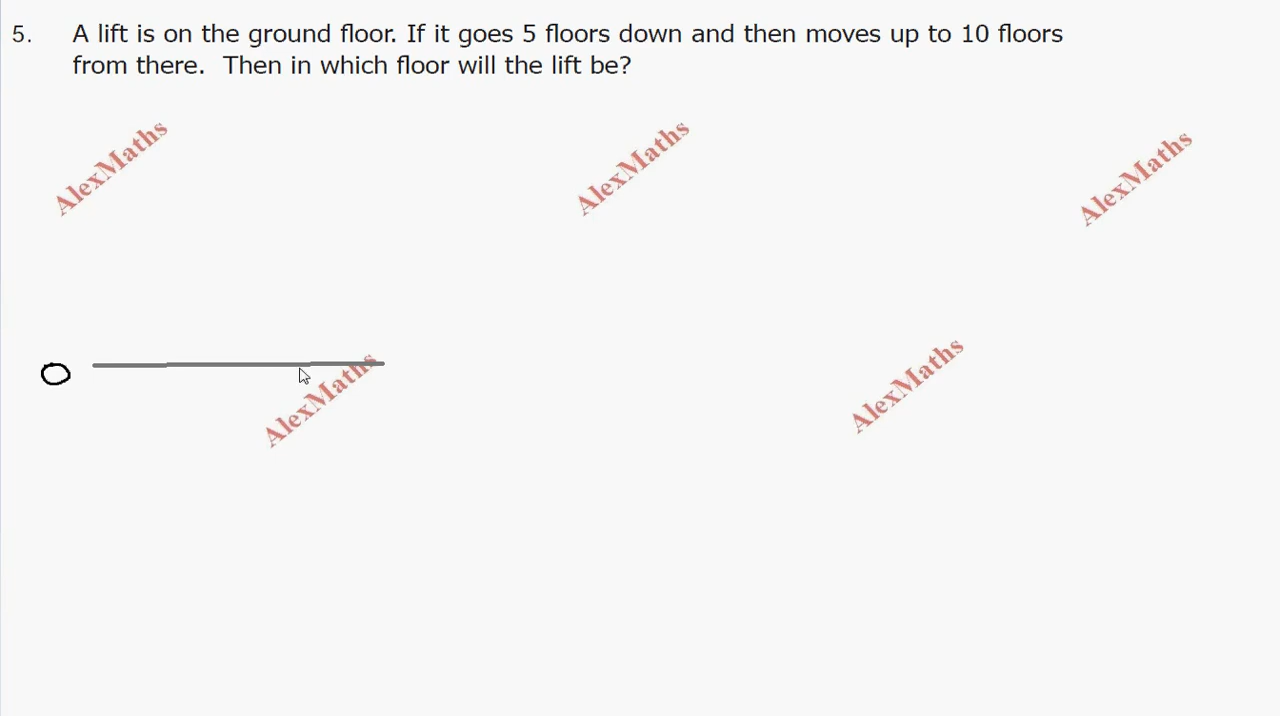 5. A lift is on the ground floor. If it goes 5 floors down and then moves up to 10 floors
from there. Then in which floor will the lift be?
AlexMaths
AlexMaths
AlexMaths
0
AlexMaths
AlexMaths